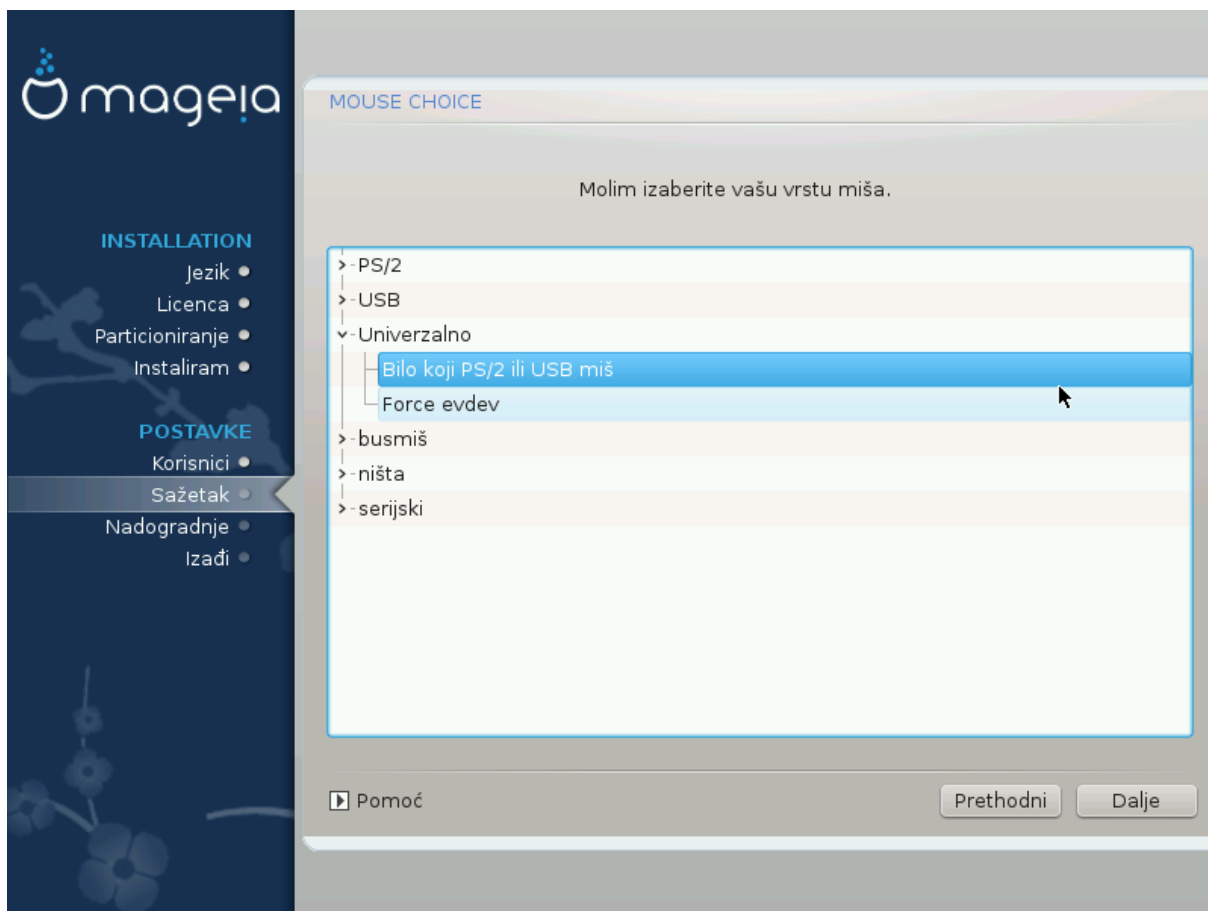 mageia
INSTALLATION
Jezik
Licenca
Particioniranje
Instaliram
POSTAVKE
Korisnici
Sažetak
Nadogradnje
Izađi
MOUSE CHOICE
Molim izaberite vašu vrstu miša.
PS/2
USB
Univerzalno
Bilo koji PS/2 ili USB miš
Force evdev
busmiš
ništa
serijski
Pomoć
Prethodni
Dalje